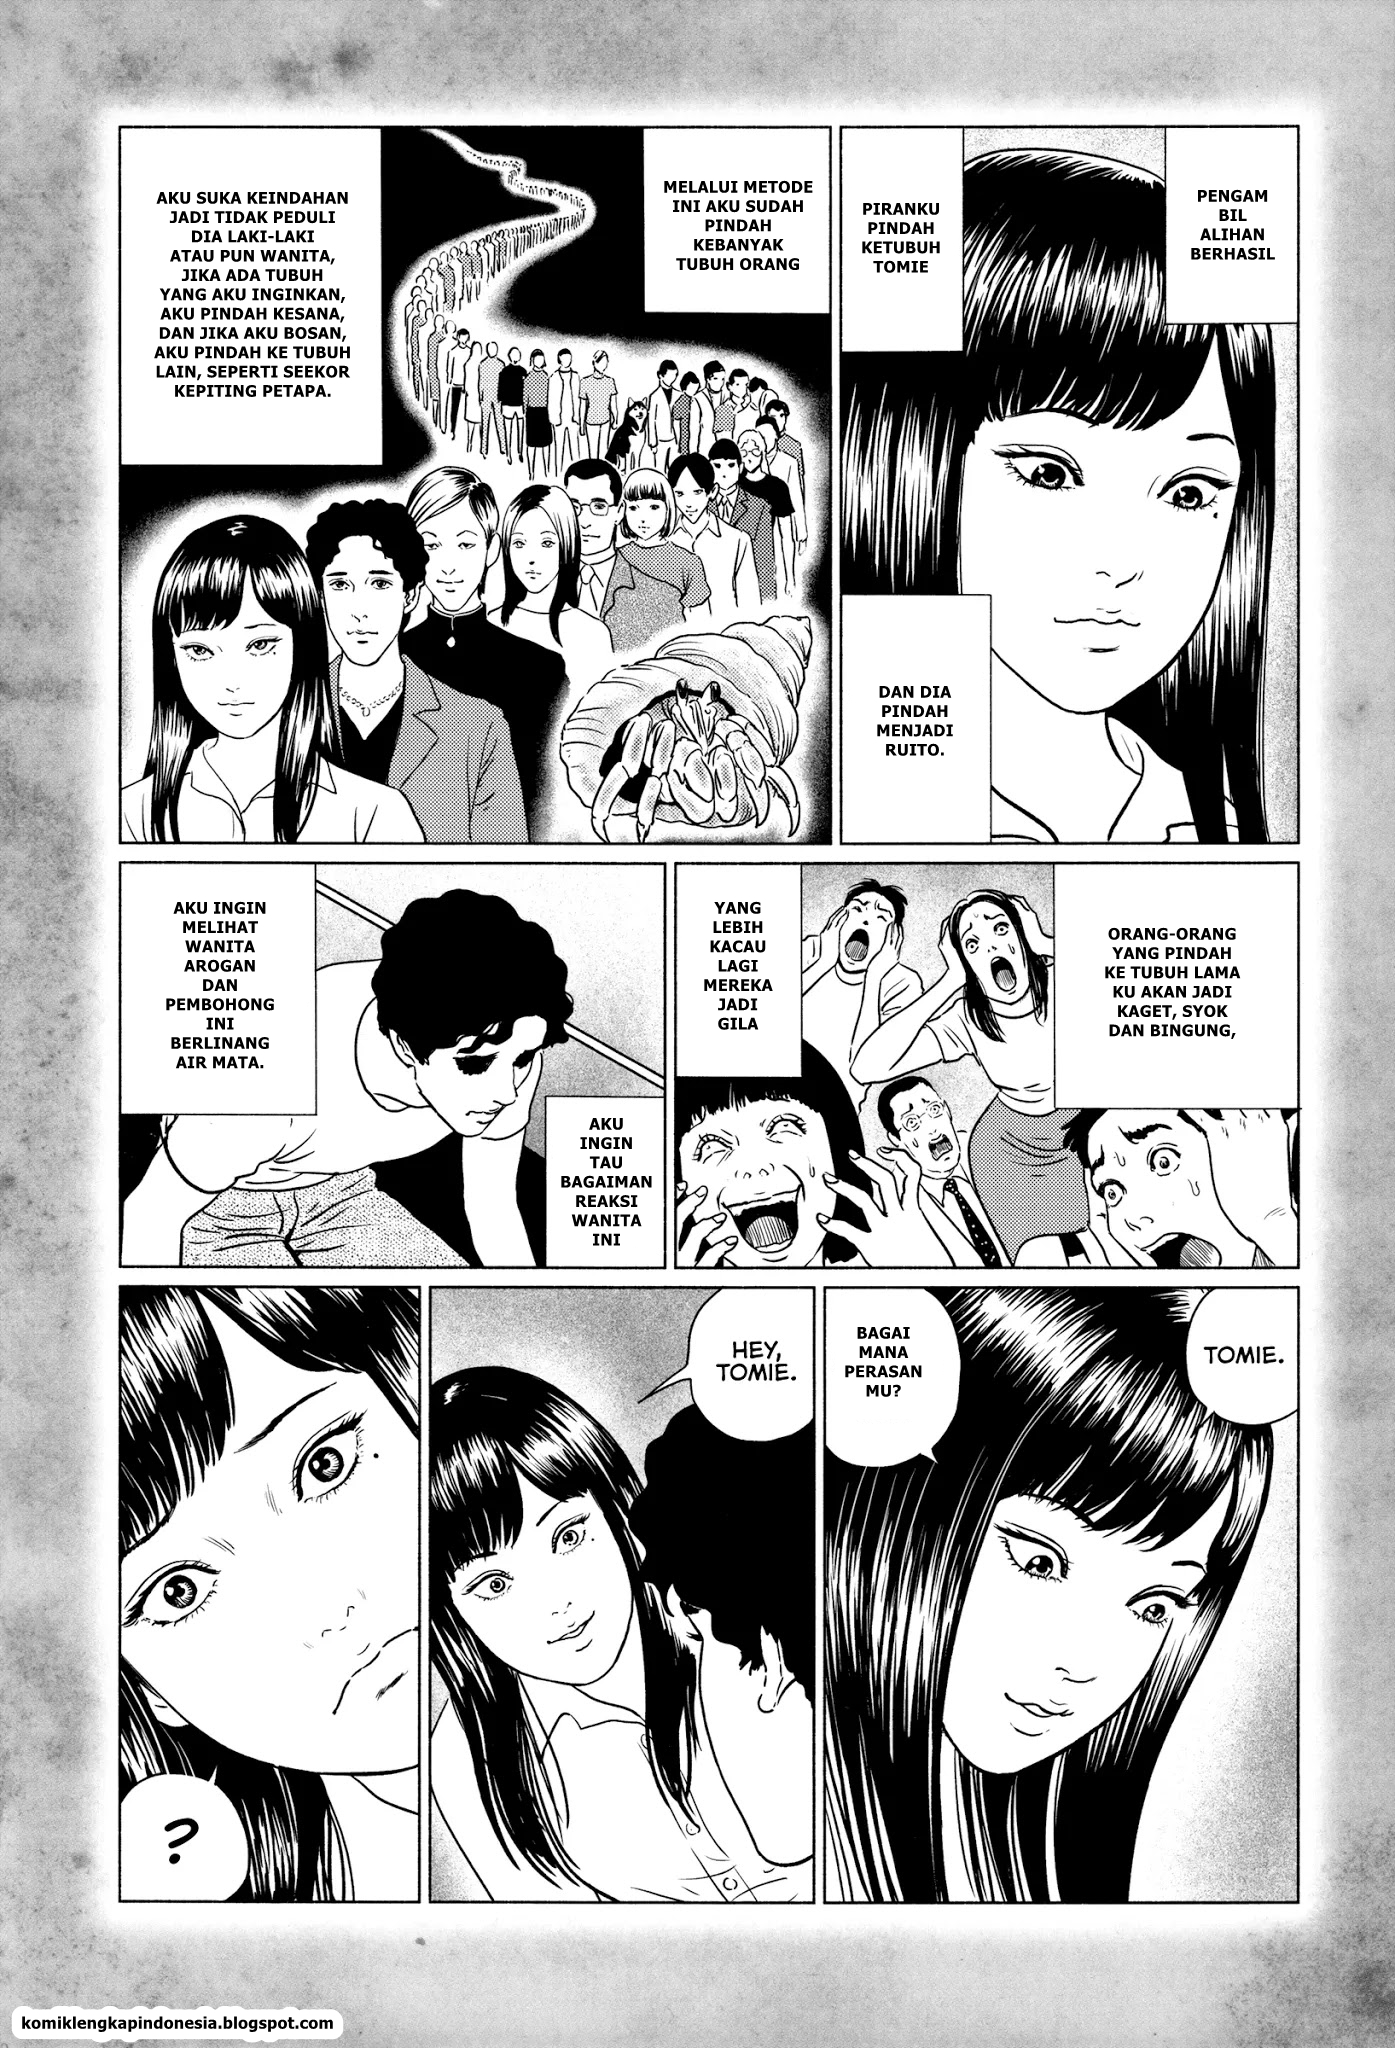 PENGAM
BIL
ALIHAN
BERHASIL
PIRANKU
PINDAH
KETUBUH
TOMIE
DAN DIA
PINDAH
MENJADI
RUITO.
MELALUI METODE
INI AKU SUDAH
PINDAH
KEBANYAK
TUBUH ORANG
AKU SUKA KEINDAHAN
JADI TIDAK PEDULI
DIA LAKI-LAKI
ATAU PUN WANITA,
JIKA ADA TUBUH
YANG AKU INGINKAN,
AKU PINDAH KESANA,
DAN JIKA AKU BOSAN,
AKU PINDAH KE TUBUH
LAIN, SEPERTI SEEKOR
KEPITING PETAPA.
ORANG-ORANG
YANG PINDAH
KE TUBUH LAMA
KU AKAN JADI
KAGET, SYOK
DAN BINGUNG,
YANG
LEBIH
KACAU
LAGI
MEREKA
JADI
GILA
AKU
INGIN
TAU
BAGAIMAN
REAKSI
WANITA
INI
AKU INGIN
MELIHAT
WANITA
AROGAN
DAN
PEMBOHONG
INI
BERLINANG
AIR MATA.
TOMIE.
BAGAI
MANA
PERASAN
MU?
HEY,
TOMIE.
?
komiklengkapindonesia.blogspot.com